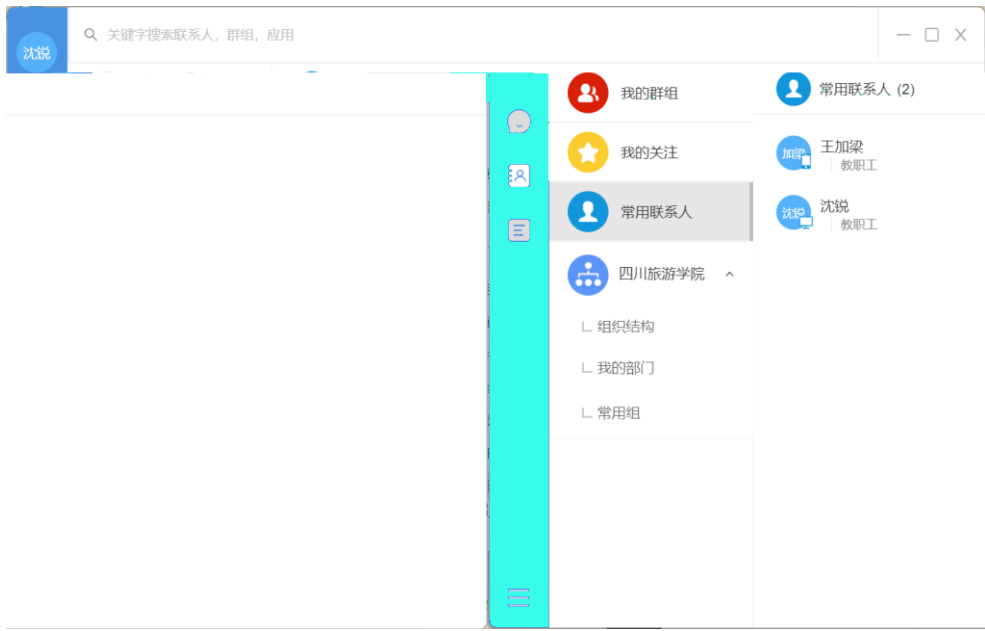 关键字搜索联系人，群组，应用
沈锐
我的群组
我的关注
常用联系人
四川旅游学院
组织结构
我的部门
常用组
常用联系人 (2)
加梁
王加梁
教职工
沈锐
沈锐
教职工